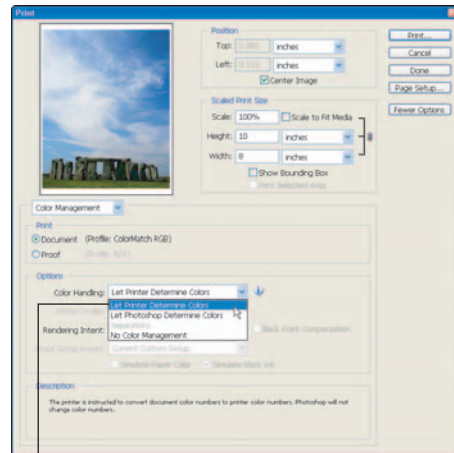 Print
Position
Top:
inches
Left:
inches
Center Image
Scaled Print Size
Scale: 100% Scale to Fit Media
Height: 10 inches
Width: 8 inches
Show Bounding Box
Print Selected Area
Print...
Cancel
Done
Page Setup...
Fewer Options
Color Management
Print
Document (Profile: ColorMatch RGB)
Proof
Options
Color Handling: Let Printer Determine Colors
Let Printer Determine Colors
Let Photoshop Determine Colors
Separations
No Color Management
Printer Profile:
Rendering Intent:
Black Point Compensation
Proof Setup Preset: Current Custom Setup
Simulate Paper Color Simulate Black Ink
Description
The printer is instructed to convert document color numbers to printer color numbers. Photoshop will not
change color numbers.